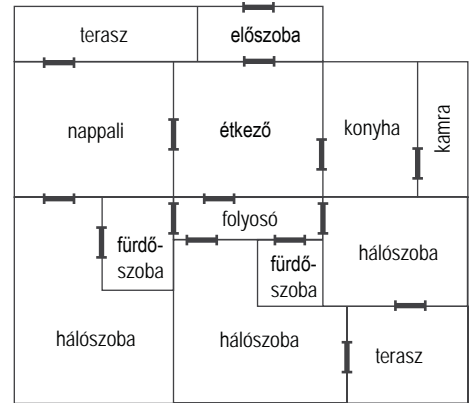 terasz
előszoba
nappali
étkező
konyha
kamra
folyosó
fürdő-
szoba
fürdő-
szoba
hálószoba
hálószoba
hálószoba
terasz